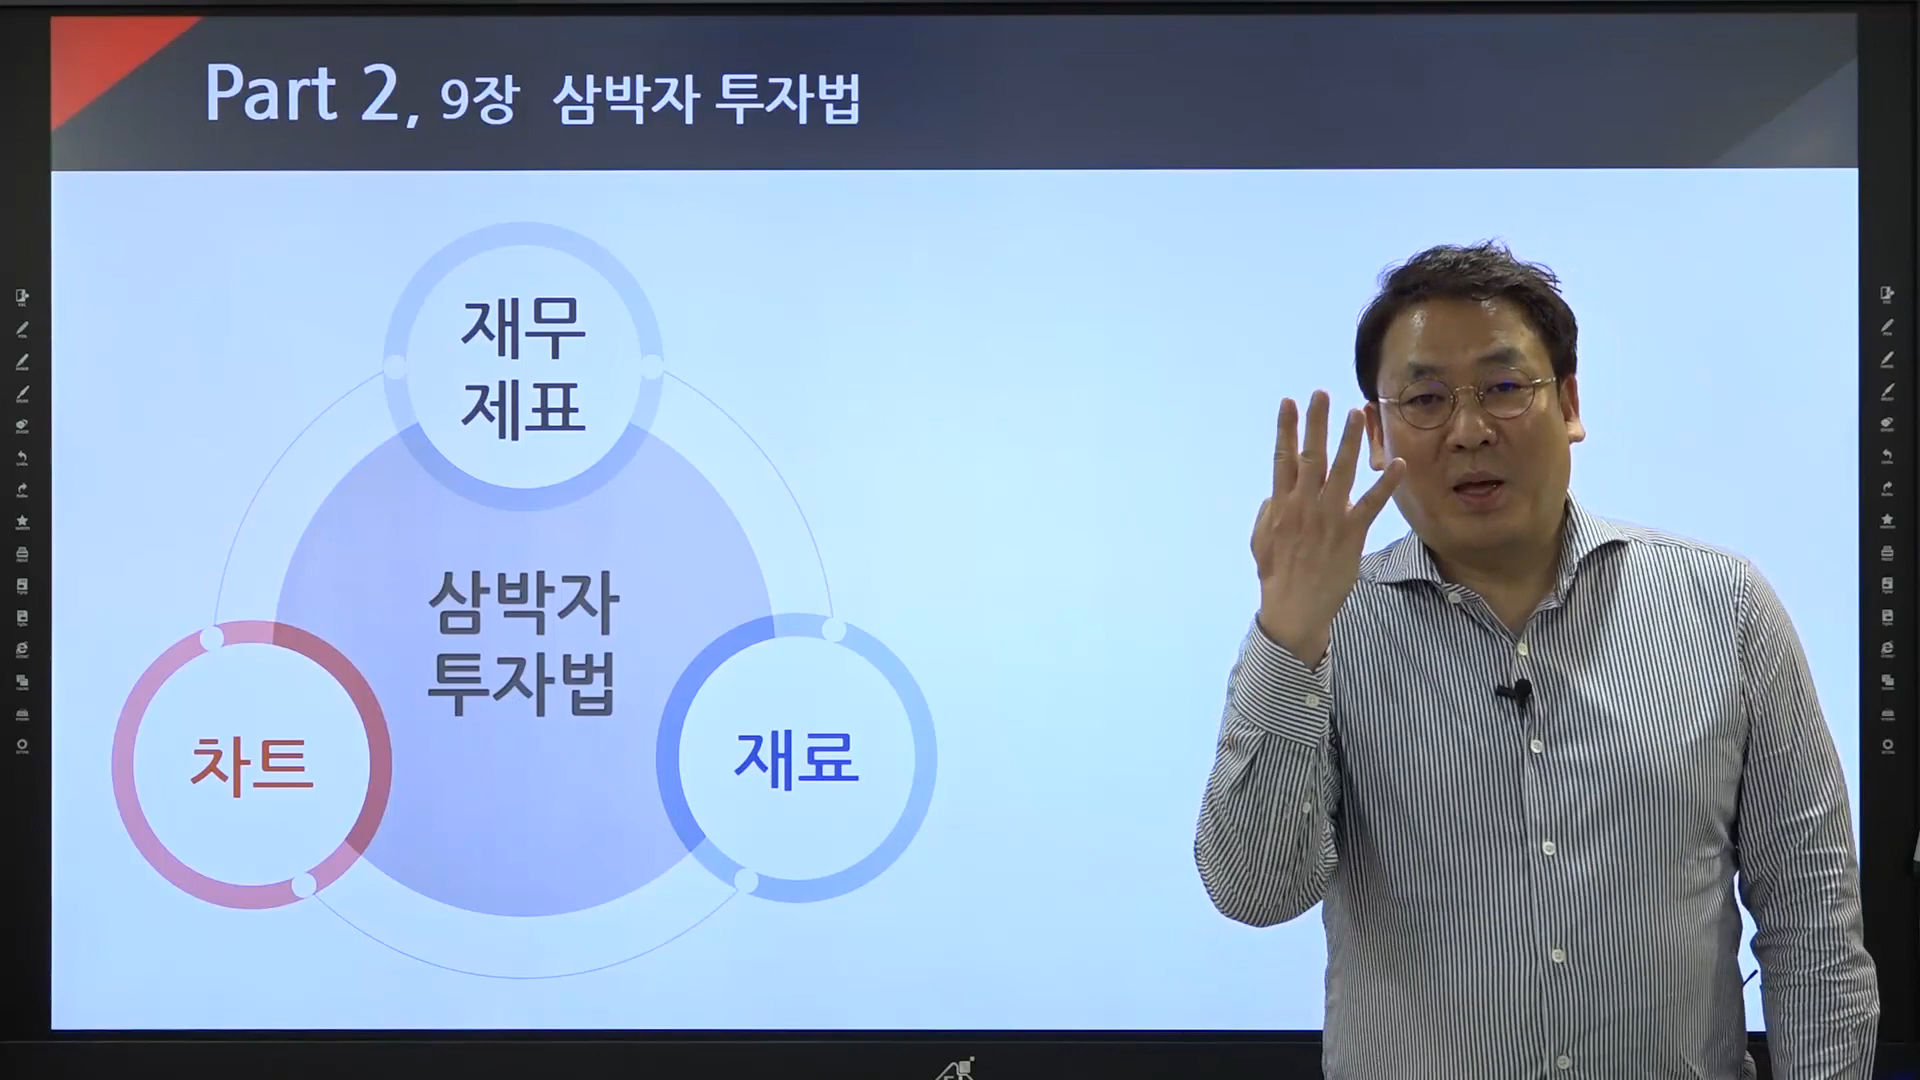 Part 2, 9장 삼박자 투자법
재무
제표
삼박자
투자법
차트
재료